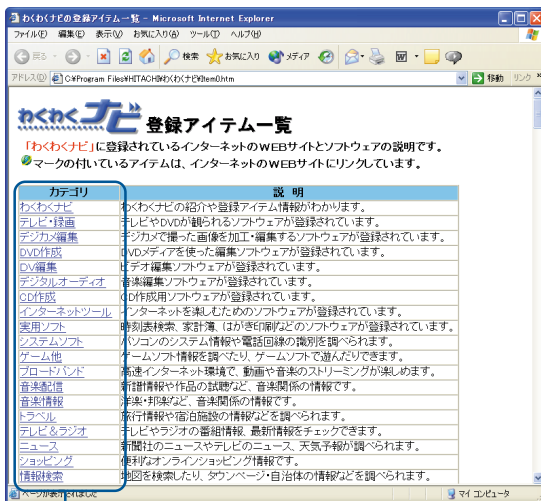 わくわくナビの登録アイテム一覧 - Microsoft Internet Explorer
ファイル(F) 編集(E) 表示(V) お気に入り(A) ツール(T) ヘルプ(H)
戻る 検索 お気に入り メディア
アドレス(D) C:¥Program Files¥HITACHI¥わくわくナビ¥Item0.htm 移動 リンク »
わくわくナビ 登録アイテム一覧
「わくわくナビ」に登録されているインターネットのWEBサイトとソフトウェアの説明です。
マークの付いているアイテムは、インターネットのWEBサイトにリンクしています。
カテゴリ 説 明
わくわくナビ わくわくナビの紹介や登録アイテム情報がわかります。
テレビ・録画 テレビやDVDが観られるソフトウェアが登録されています。
デジカメ編集 デジカメで撮った画像を加工・編集するソフトウェアが登録されています。
DVD作成 DVDメディアを使った編集ソフトウェアが登録されています。
DV編集 ビデオ編集ソフトウェアが登録されています。
デジタルオーディオ 音楽編集ソフトウェアが登録されています。
CD作成 CD作成用ソフトウェアが登録されています。
インターネットツール インターネットを楽しむためのソフトウェアが登録されています。
実用ソフト 時刻表検索、家計簿、はがき印刷などのソフトウェアが登録されています。
システムソフト パソコンのシステム情報や電話回線の識別を調べられます。
ゲーム他 ゲームソフト情報を調べたり、ゲームソフトで遊んだりできます。
ブロードバンド 高速インターネット環境で、動画や音楽のストリーミングが楽しめます。
音楽配信 新譜情報や作品の試聴など、音楽関係の情報です。
音楽情報 洋楽・邦楽など、音楽関係の情報です。
トラベル 旅行情報や宿泊施設の情報などを調べられます。
テレビ&ラジオ テレビやラジオの番組情報、最新情報をチェックできます。
ニュース 新聞社のニュースやテレビのニュース、天気予報が調べられます。
ショッピング 便利なオンラインショッピング情報です。
情報検索 地図を検索したり、タウンページ・自治体の情報などを調べられます。
ページが表示されました マイ コンピュータ